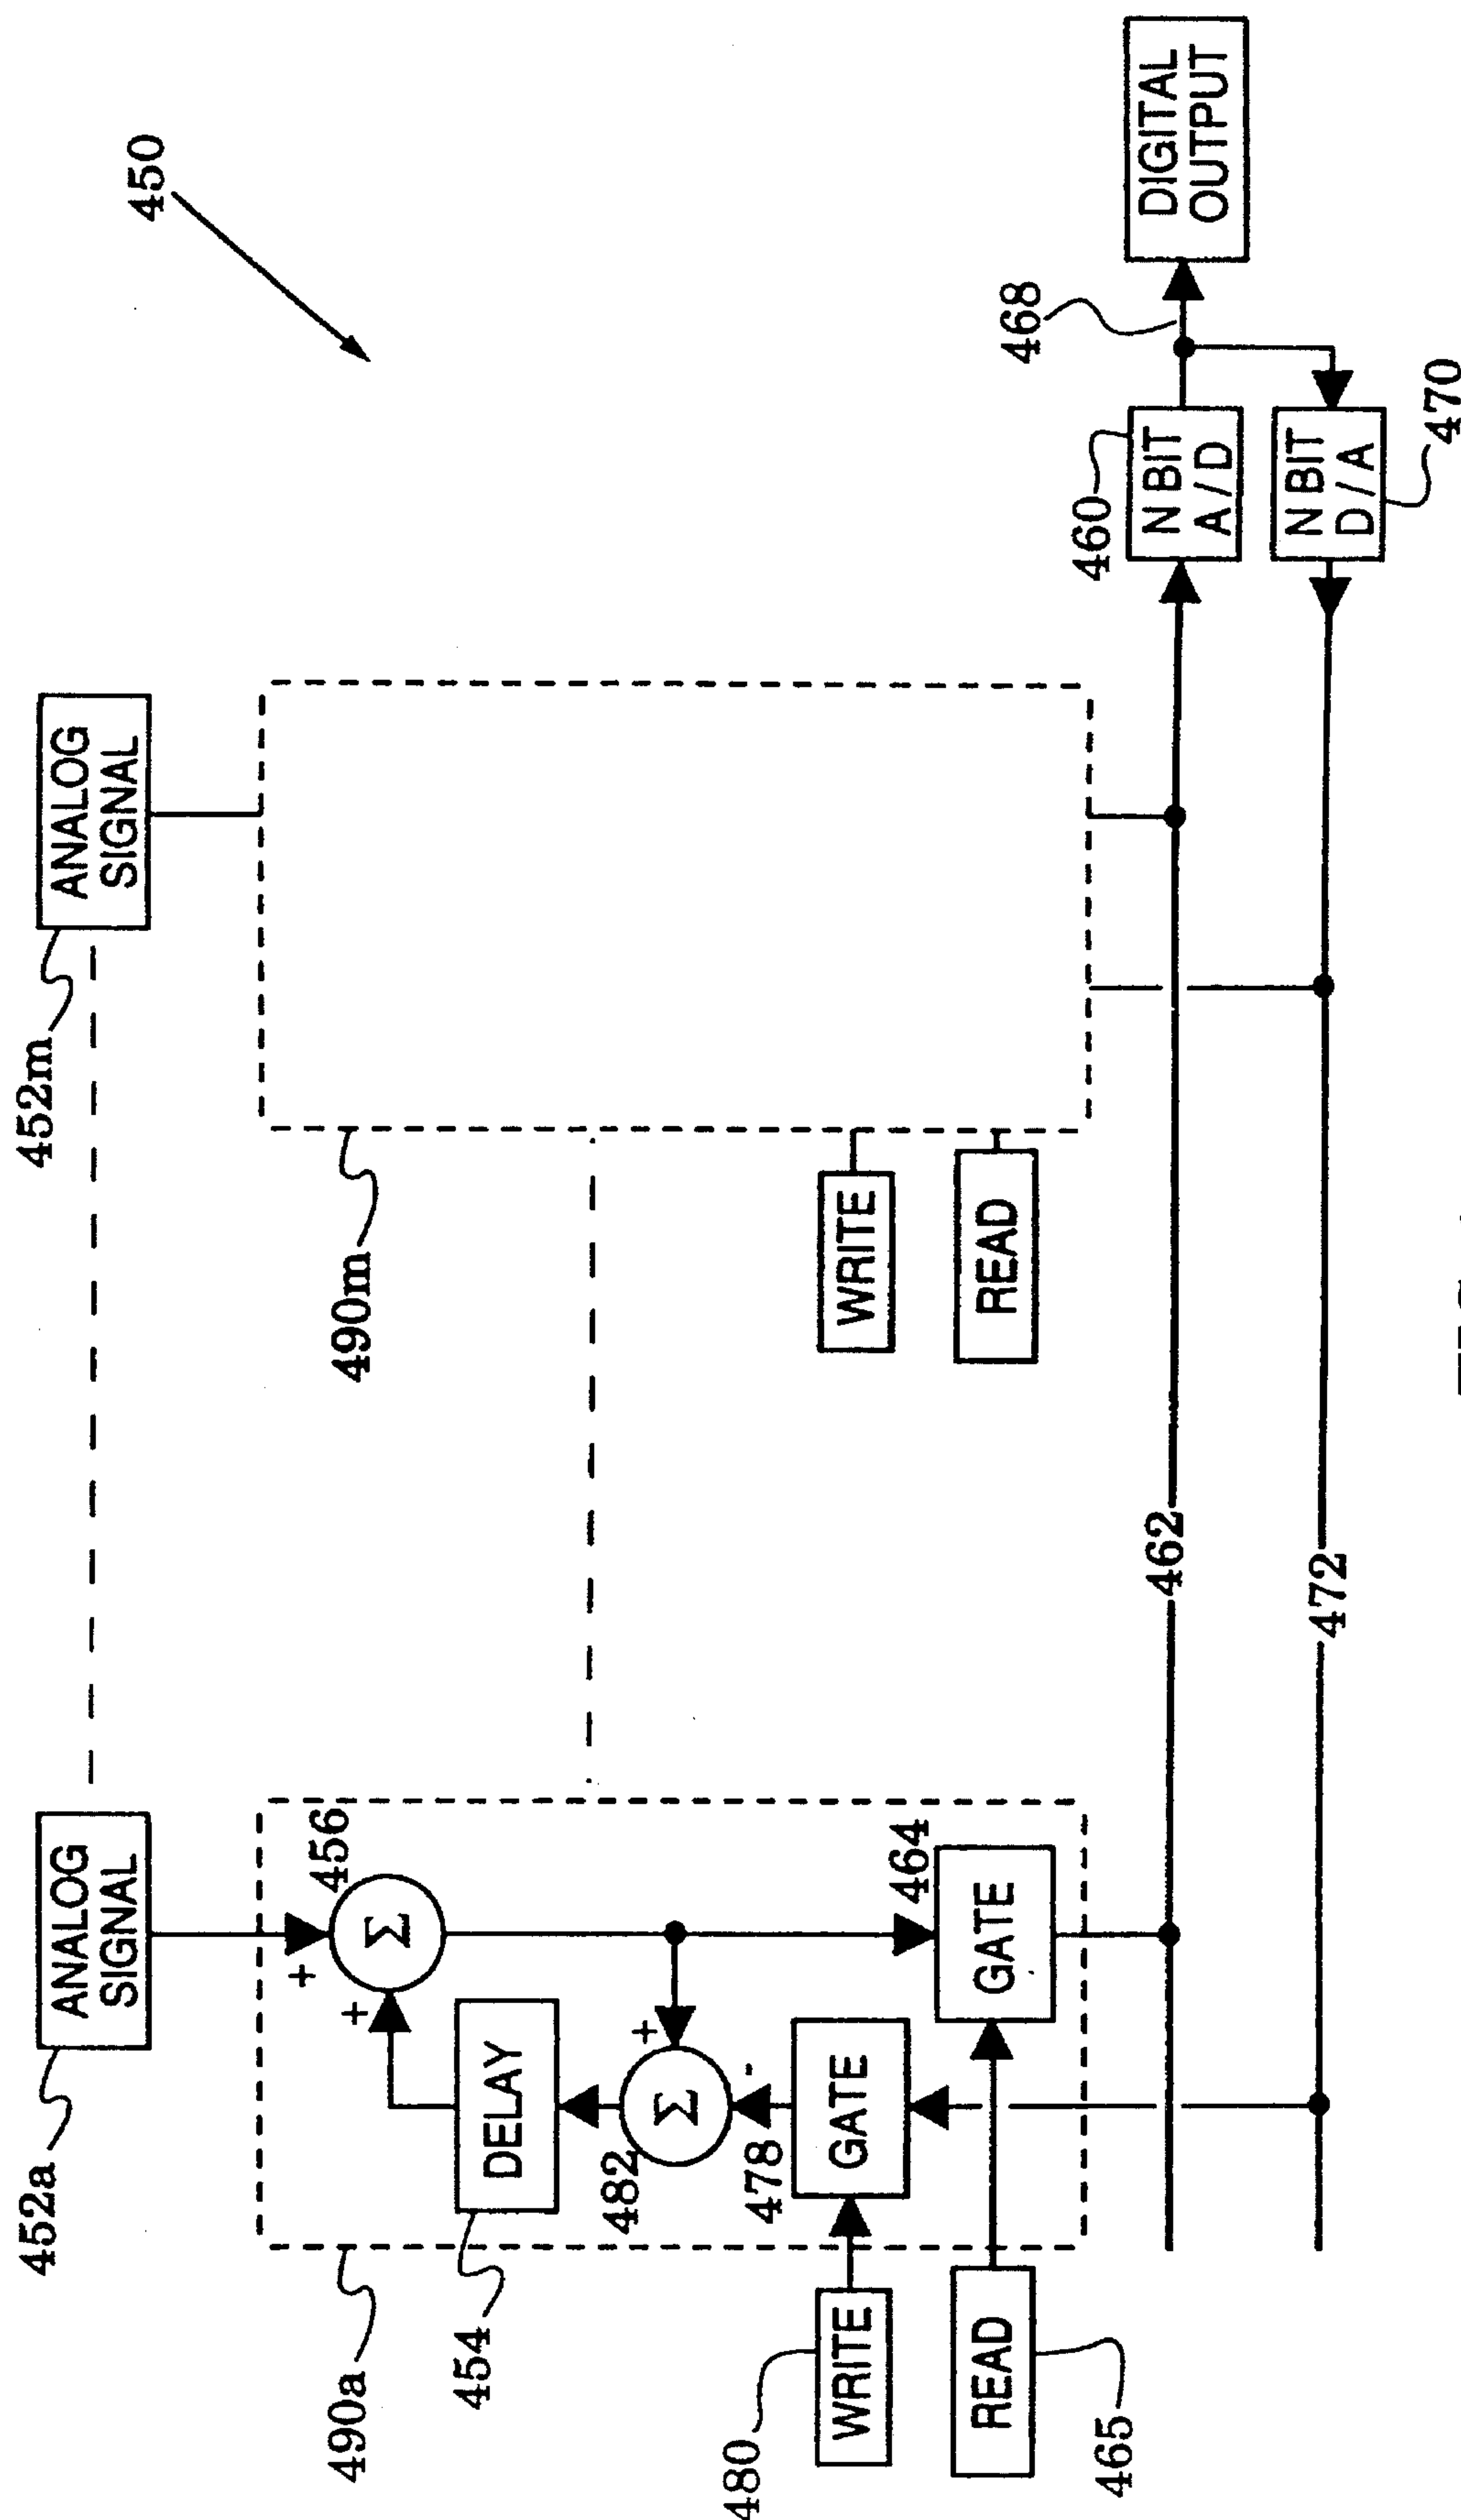 450
452a
ANALOG
SIGNAL
452m
ANALOG
SIGNAL
490a
456
+
+
Σ
490m
454
DELAY
482
+
Σ
-
478
GATE
480
WRITE
WRITE
464
GATE
465
READ
READ
462
460
N BIT
A/D
468
DIGITAL
OUTPUT
472
N BIT
D/A
470